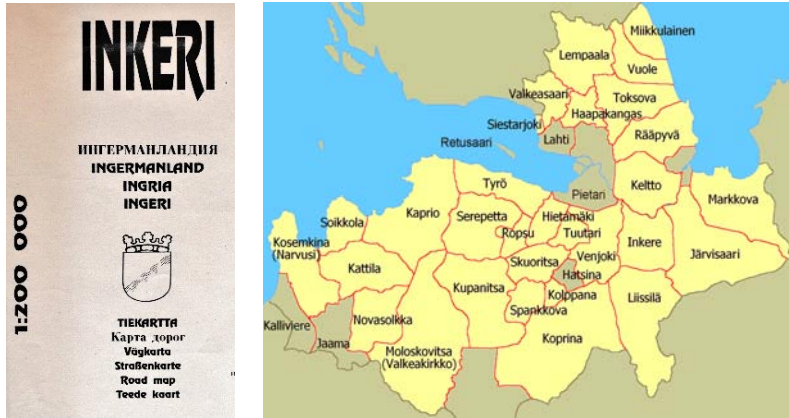 INKERI
ИНГЕРМАНЛАНДИЯ
INGERMANLAND
INGRIA
INGERI
1:200 000
TIEKARTTA
Карта дорог
Vägkarta
Straßenkarte
Road map
Teede kaart
Miikkulainen
Lempaala
Vuole
Valkeasaari
Toksova
Haapakangas
Siestarjoki
Lahti
Rääpyvä
Retusaari
Tyrö
Pietari
Keltto
Markkova
Soikkola
Kaprio
Serepetta
Hietamäki
Ropsu
Tuutari
Inkere
Kosemkina
(Narvusi)
Järvisaari
Kattila
Skuoritsa
Venjoki
Hatsina
Kupanitsa
Kolppana
Liissilä
Spankkova
Kalliviere
Novasolkka
Jaama
Moloskovitsa
(Valkeakirkko)
Koprina